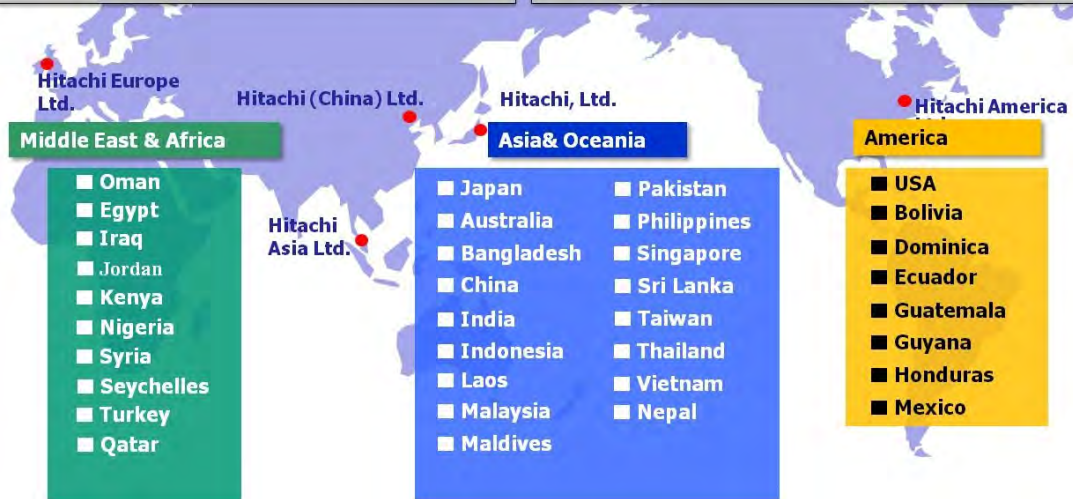 Hitachi Europe
Ltd.
Hitachi (China) Ltd.
Hitachi, Ltd.
Hitachi America
Middle East & Africa
Asia& Oceania
America
Oman
Egypt
Iraq
Jordan
Kenya
Nigeria
Syria
Seychelles
Turkey
Qatar
Hitachi
Asia Ltd.
Japan
Australia
Bangladesh
China
India
Indonesia
Laos
Malaysia
Maldives
Pakistan
Philippines
Singapore
Sri Lanka
Taiwan
Thailand
Vietnam
Nepal
USA
Bolivia
Dominica
Ecuador
Guatemala
Guyana
Honduras
Mexico